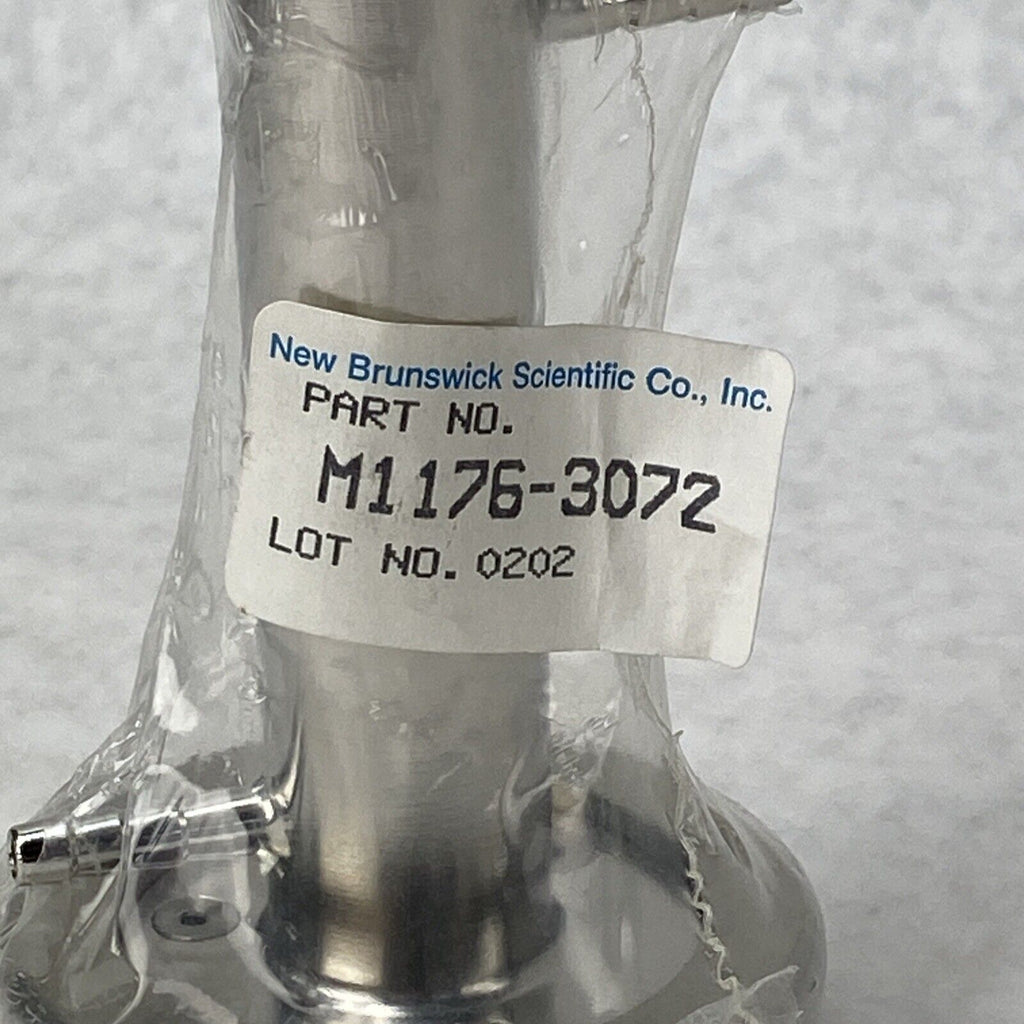 New Brunswick Scientific Co., Inc.
PART NO.
M1176-3072
LOT NO. 0202